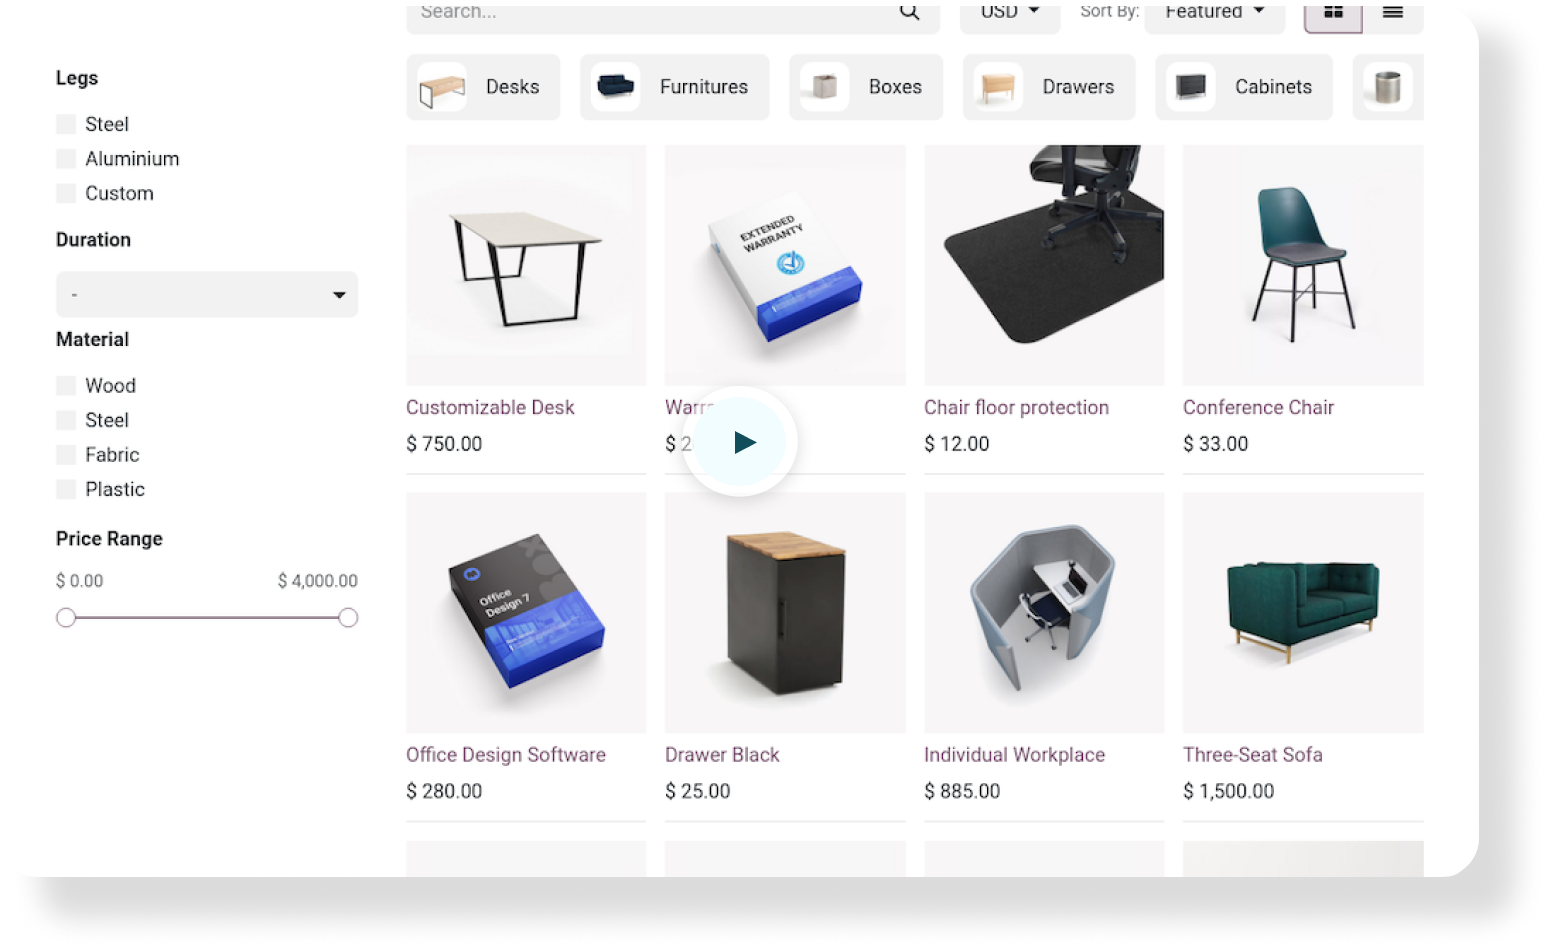 Search...
USD
Sort By:
Featured
Legs
Steel
Aluminium
Custom
Duration
-
Material
Wood
Steel
Fabric
Plastic
Price Range
$ 0.00
$ 4,000.00
Desks
Furnitures
Boxes
Drawers
Cabinets
EXTENDED
WARRANTY
Customizable Desk
$ 750.00
$ 2
Chair floor protection
$ 12.00
Conference Chair
$ 33.00
Office
Design 7
Office Design Software
$ 280.00
Drawer Black
$ 25.00
Individual Workplace
$ 885.00
Three-Seat Sofa
$ 1,500.00